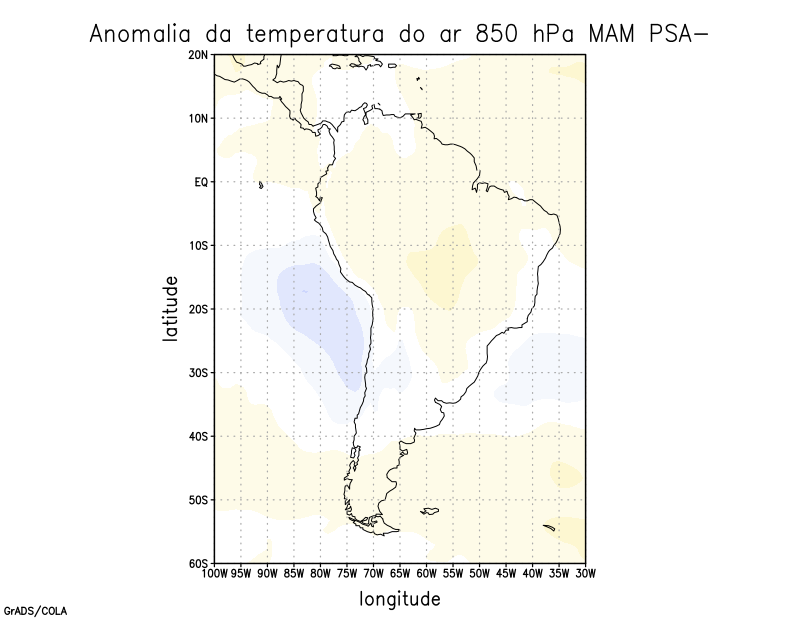 Anomalia da temperatura do ar 850 hPa MAM PSA-
20N
10N
EQ
10S
20S
30S
40S
50S
60S
latitude
100W 95W 90W 85W 80W 75W 70W 65W 60W 55W 50W 45W 40W 35W 30W
longitude
GrADS/COLA